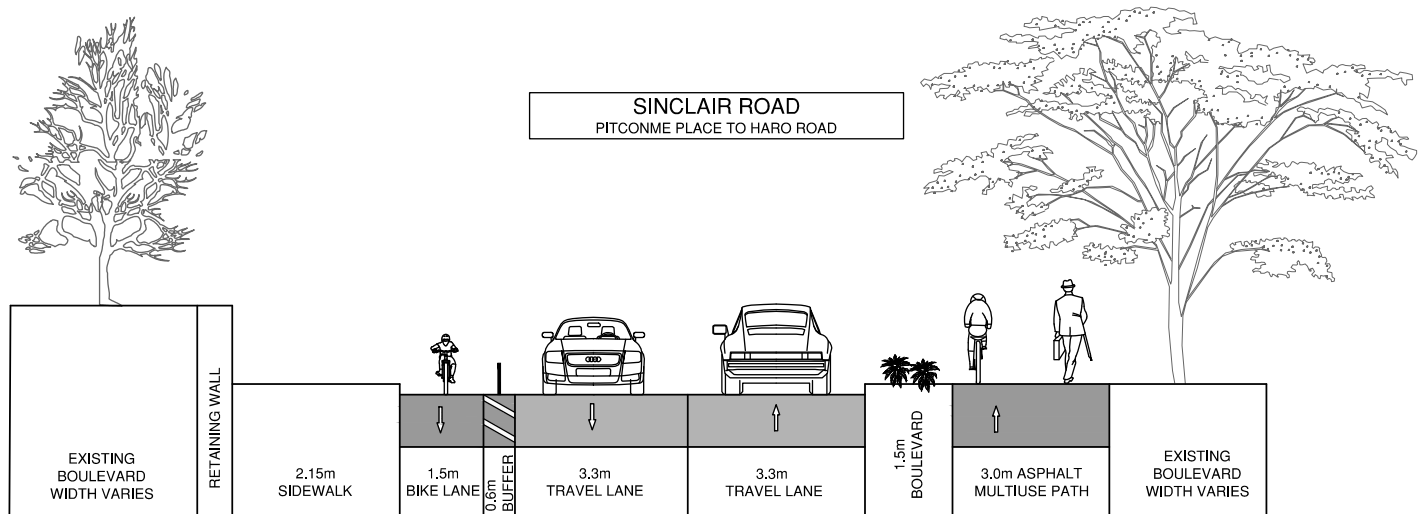 SINCLAIR ROAD
PITCONME PLACE TO HARO ROAD
EXISTING
BOULEVARD
WIDTH VARIES
RETAINING WALL
2.15m
SIDEWALK
1.5m
BIKE LANE
0.6m
BUFFER
3.3m
TRAVEL LANE
3.3m
TRAVEL LANE
1.5m
BOULEVARD
3.0m ASPHALT
MULTIUSE PATH
EXISTING
BOULEVARD
WIDTH VARIES